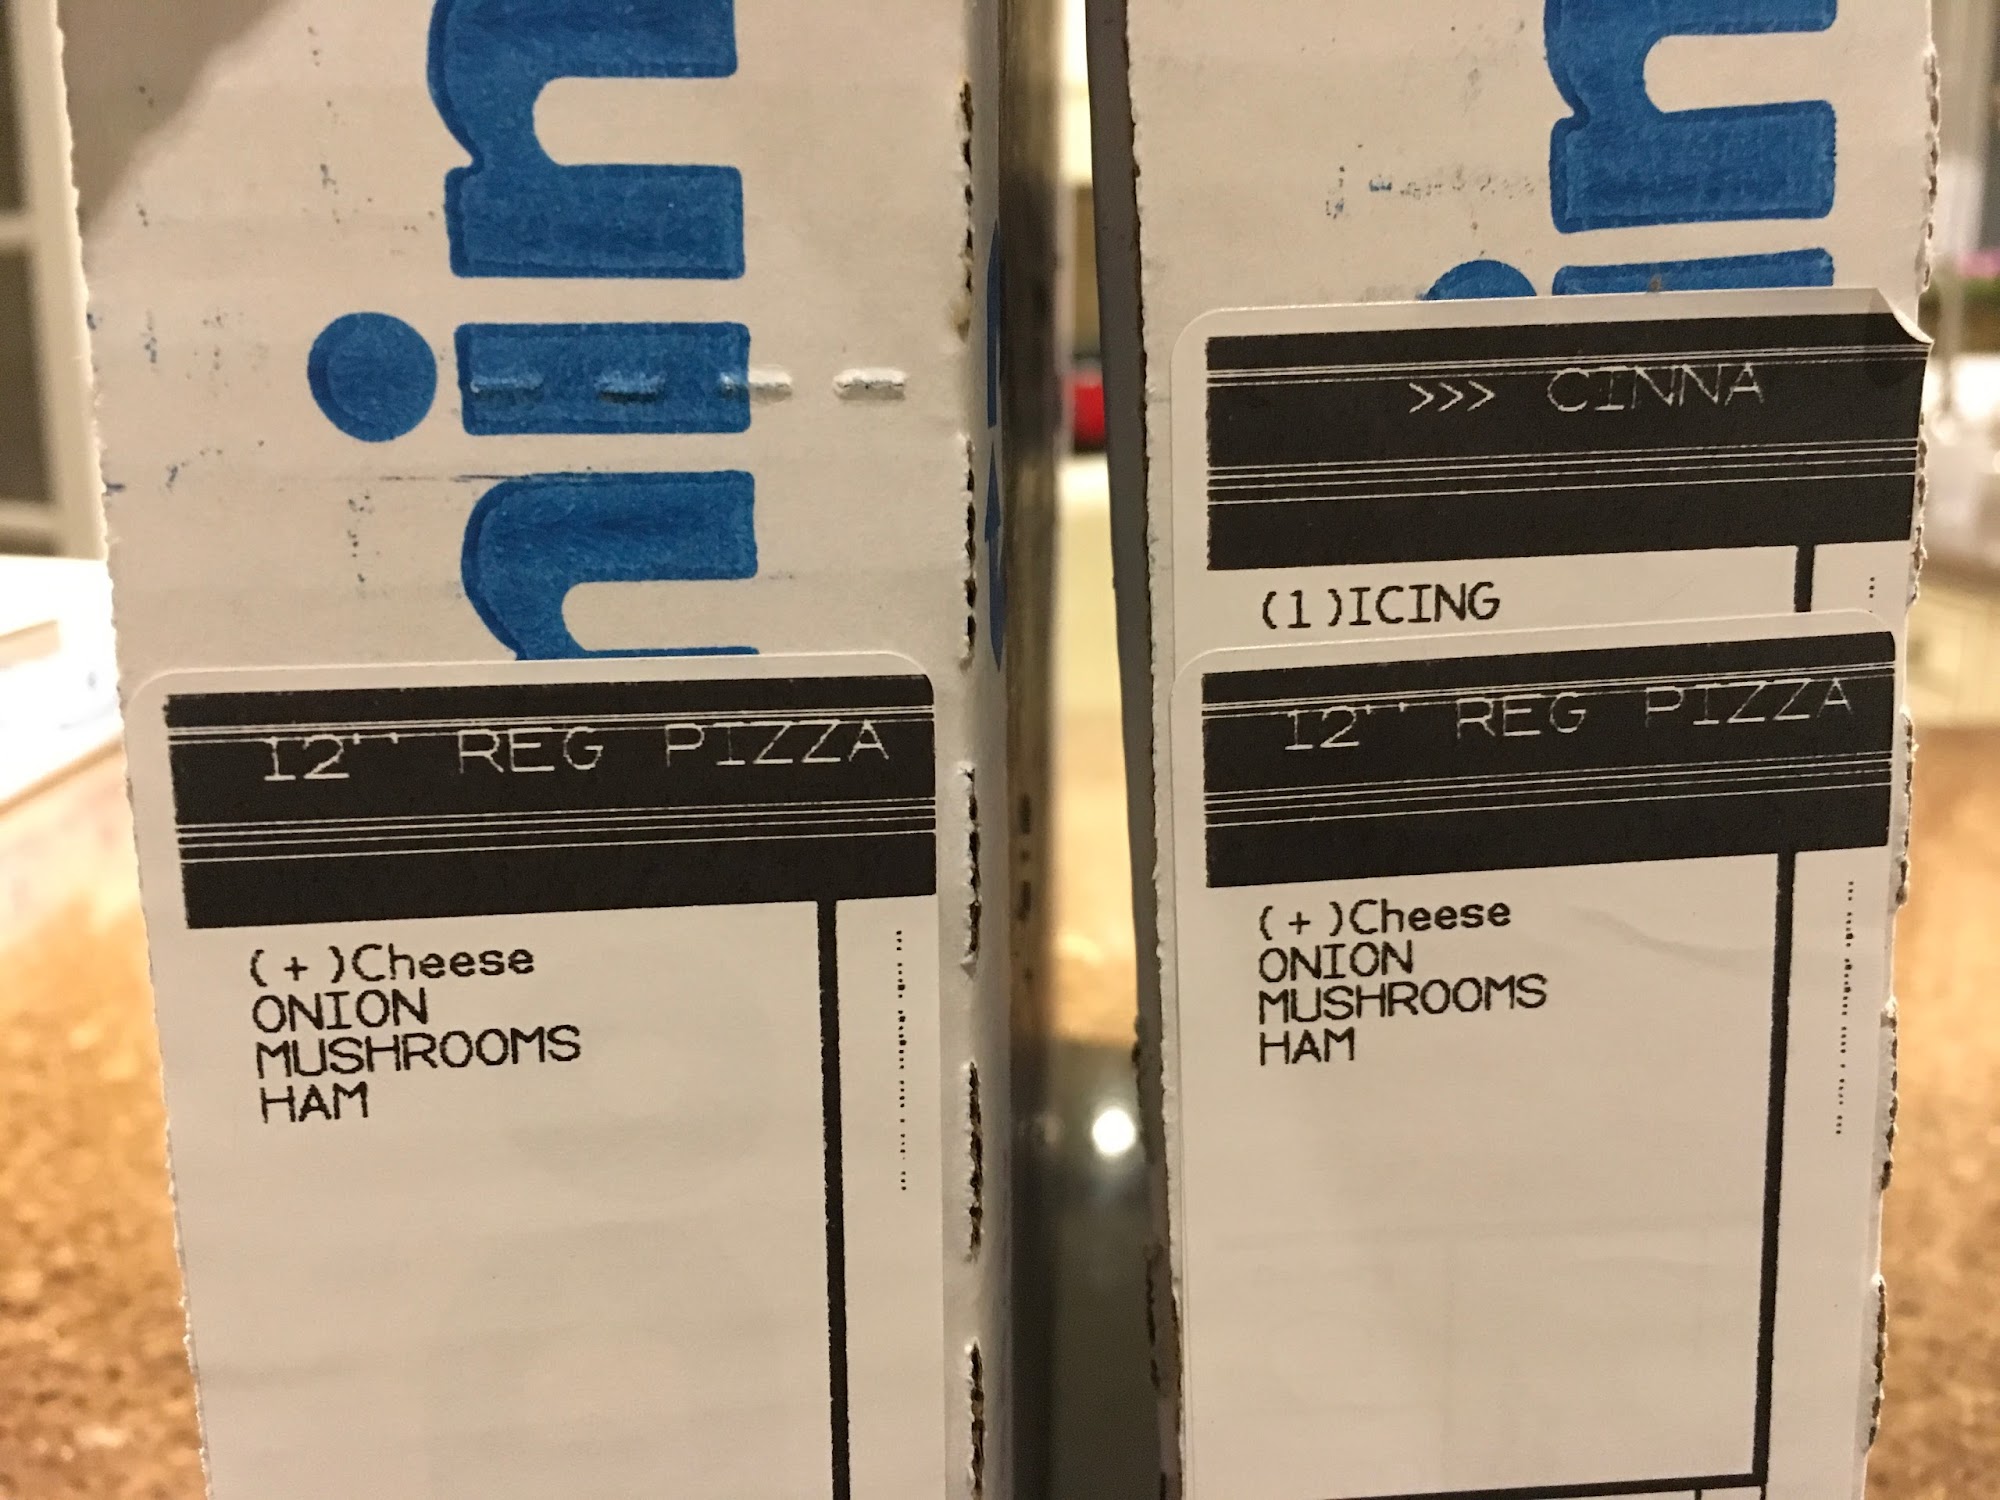 12" REG PIZZA
(+)Cheese
ONION
MUSHROOMS
HAM
>>> CINNA
(1)ICING
12" REG PIZZA
(+)Cheese
ONION
MUSHROOMS
HAM